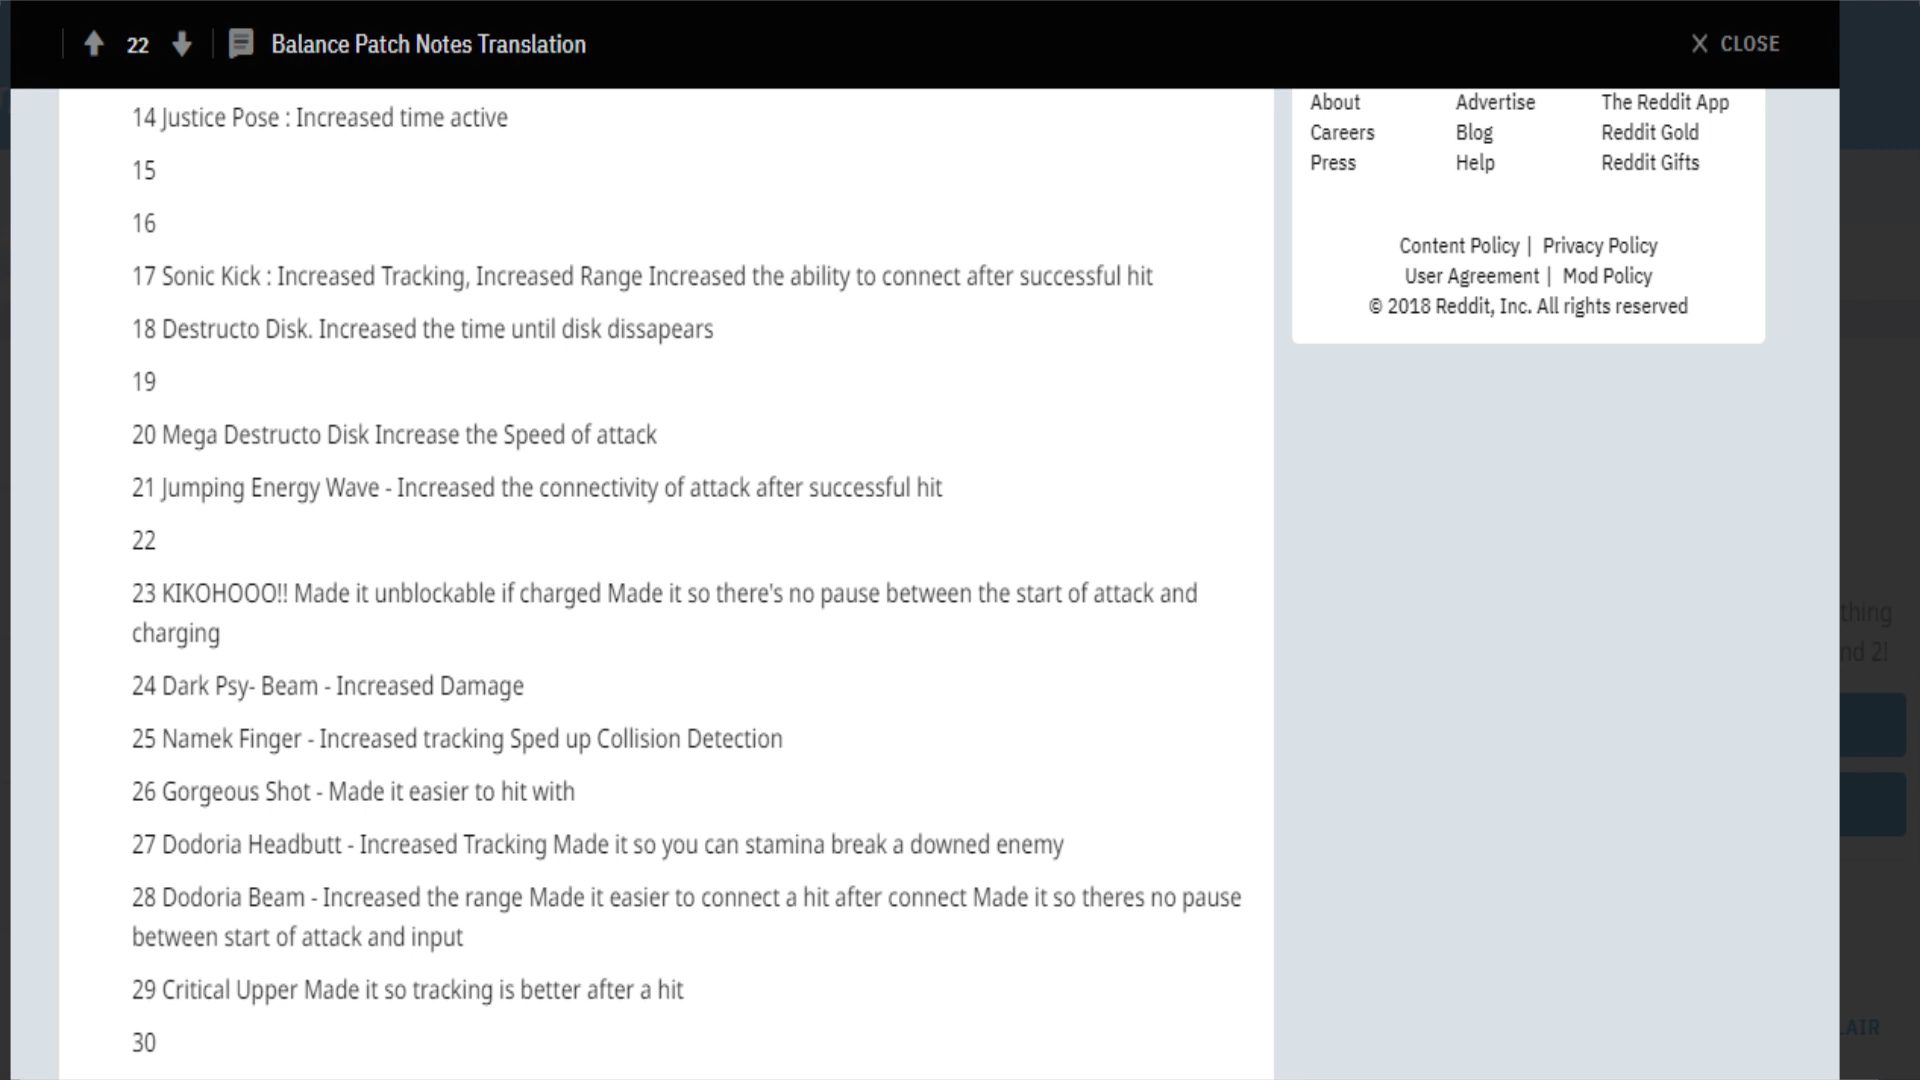 22
Balance Patch Notes Translation
CLOSE
14 Justice Pose : Increased time active
15
16
17 Sonic Kick : Increased Tracking, Increased Range Increased the ability to connect after successful hit
18 Destructo Disk. Increased the time until disk dissapears
19
20 Mega Destructo Disk Increase the Speed of attack
21 Jumping Energy Wave - Increased the connectivity of attack after successful hit
22
23 KIKOHOOO!! Made it unblockable if charged Made it so there's no pause between the start of attack and
charging
24 Dark Psy- Beam - Increased Damage
25 Namek Finger - Increased tracking Sped up Collision Detection
26 Gorgeous Shot - Made it easier to hit with
27 Dodoria Headbutt - Increased Tracking Made it so you can stamina break a downed enemy
28 Dodoria Beam - Increased the range Made it easier to connect a hit after connect Made it so theres no pause
between start of attack and input
29 Critical Upper Made it so tracking is better after a hit
30
About Advertise The Reddit App
Careers Blog Reddit Gold
Press Help Reddit Gifts
Content Policy | Privacy Policy
User Agreement | Mod Policy
© 2018 Reddit, Inc. All rights reserved
thing
nd 2!
LAIR